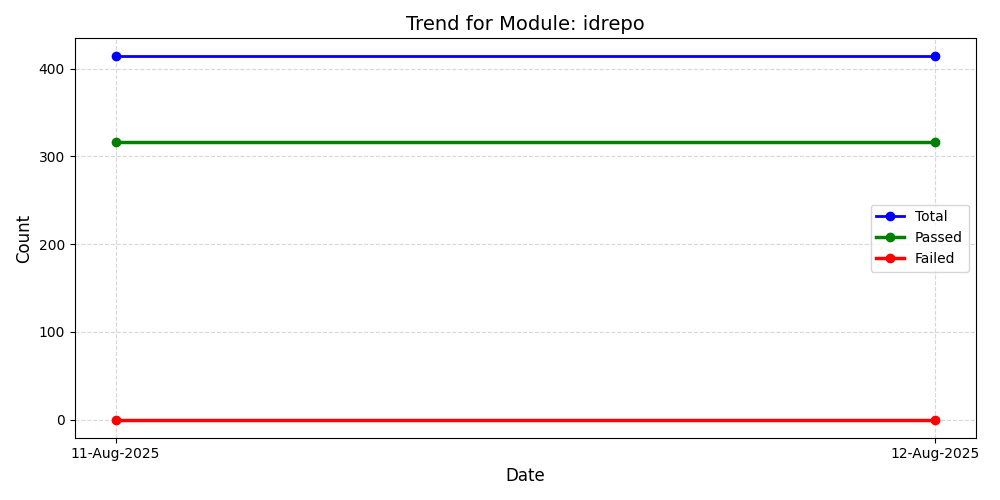 Trend for Module: idrepo
400
300
200
100
0
Count
Total
Passed
Failed
11-Aug-2025
12-Aug-2025
Date